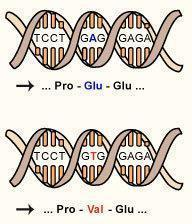 TCCT GAG GAGA
→ ... Pro - Glu - Glu ...
TCCT GTG GAGA
→ ... Pro - Val - Glu ...